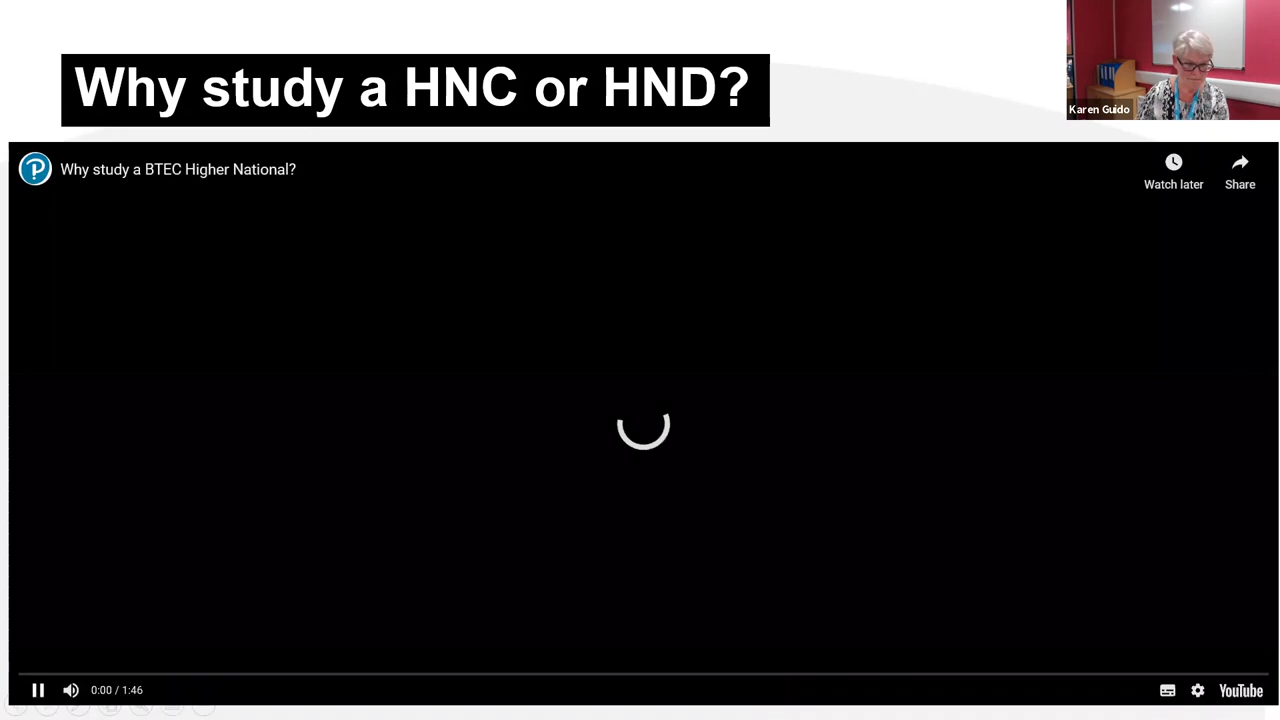 Why study a HNC or HND?
Karen Guido
Why study a BTEC Higher National?
Watch later
Share
0:00 / 1:46
YouTube